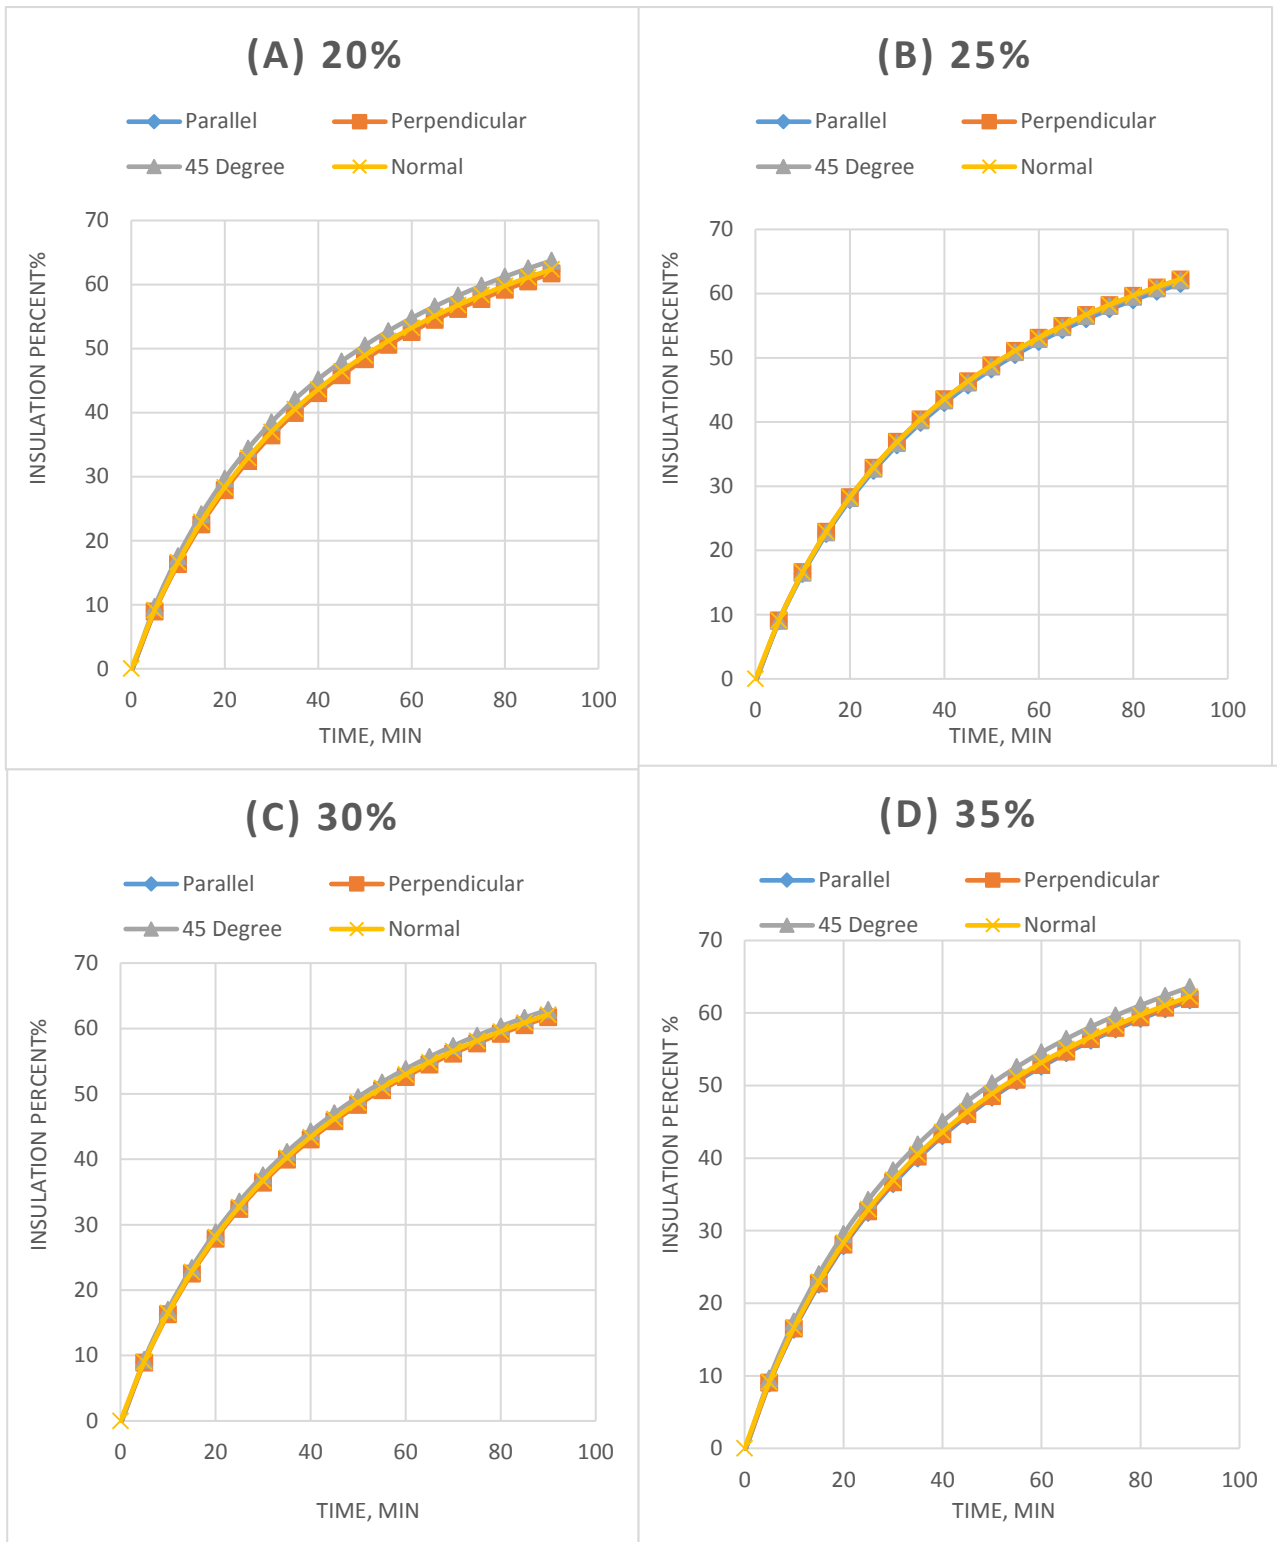 (A) 20%
Parallel
Perpendicular
45 Degree
Normal
70
60
50
40
30
20
10
0
INSULATION PERCENT%
0 20 40 60 80 100
TIME, MIN
(B) 25%
Parallel
Perpendicular
45 Degree
Normal
70
60
50
40
30
20
10
0
INSULATION PERCENT%
0 20 40 60 80 100
TIME, MIN
(C) 30%
Parallel
Perpendicular
45 Degree
Normal
70
60
50
40
30
20
10
0
INSULATION PERCENT%
0 20 40 60 80 100
TIME, MIN
(D) 35%
Parallel
Perpendicular
45 Degree
Normal
70
60
50
40
30
20
10
0
INSULATION PERCENT %
0 20 40 60 80 100
TIME, MIN